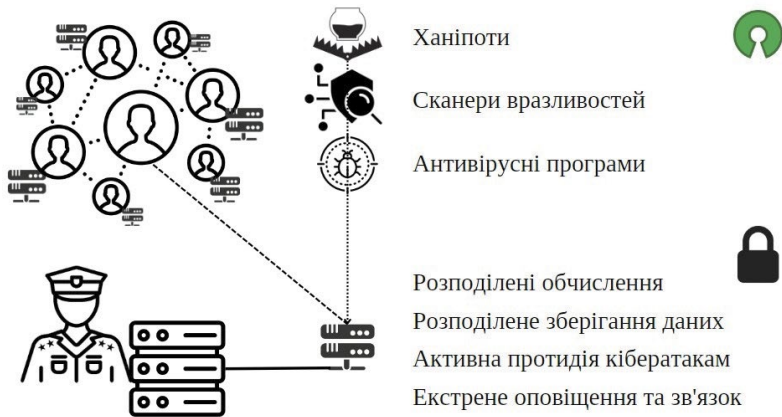 Ханіпоти
Сканери вразливостей
Антивірусні програми
Розподілені обчислення
Розподілене зберігання даних
Активна протидія кібератакам
Екстрене оповіщення та зв'язок